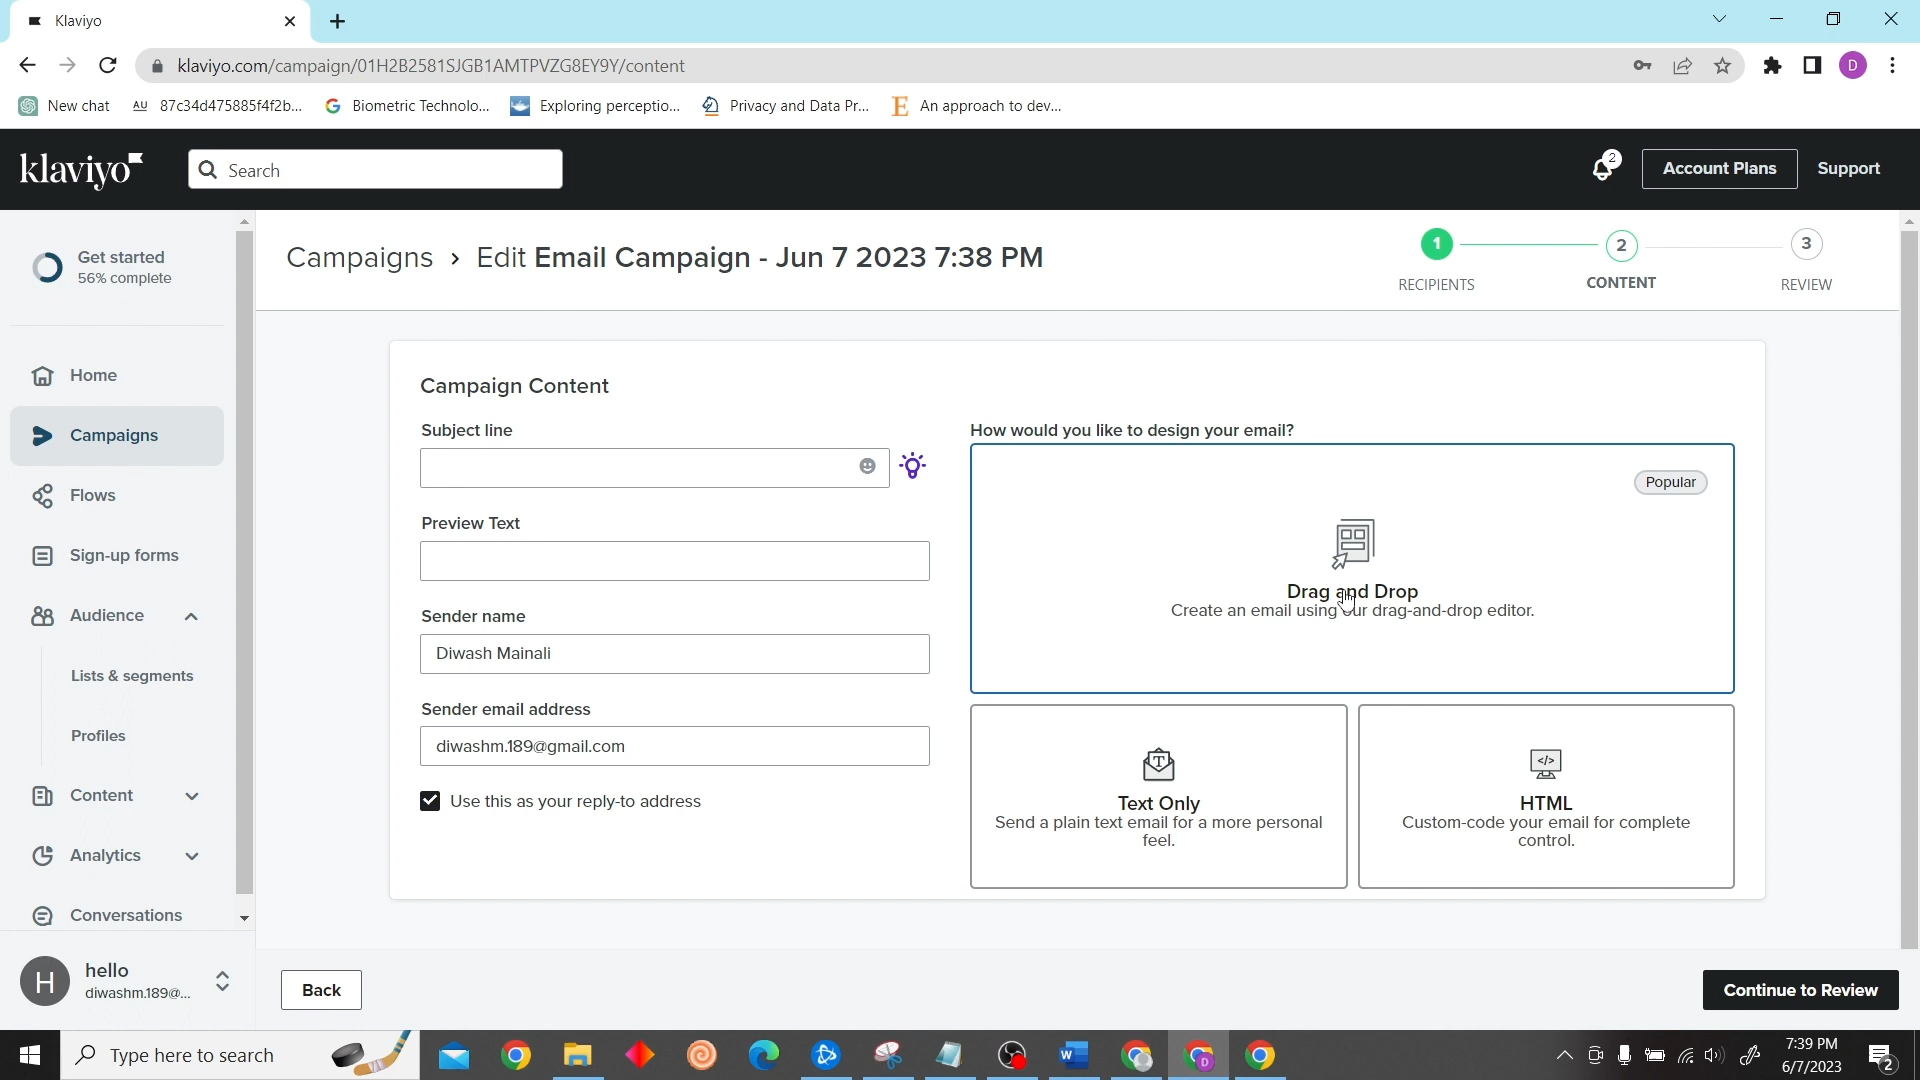 Klaviyo
klaviyo.com/campaign/01H2B2581SJGB1AMTPVZG8EY9Y/content
D
New chat
AU 87c34d475885f4f2b...
G Biometric Technolo...
Exploring perceptio...
Privacy and Data Pr...
E An approach to dev...
klaviyo
Search
2
Account Plans
Support
Get started
56% complete
Home
Campaigns
Flows
Sign-up forms
Audience
Lists & segments
Profiles
Content
Analytics
Conversations
H
hello
diwashm.189@...
Campaigns › Edit Email Campaign - Jun 7 2023 7:38 PM
1
RECIPIENTS
2
CONTENT
3
REVIEW
Campaign Content
Subject line
Preview Text
Sender name
Diwash Mainali
Sender email address
diwashm.189@gmail.com
Use this as your reply-to address
How would you like to design your email?
Popular
Drag and Drop
Create an email using our drag-and-drop editor.
T
Text Only
Send a plain text email for a more personal
feel.
</>
HTML
Custom-code your email for complete
control.
Back
Continue to Review
Type here to search
W
D
7:39 PM
6/7/2023
2